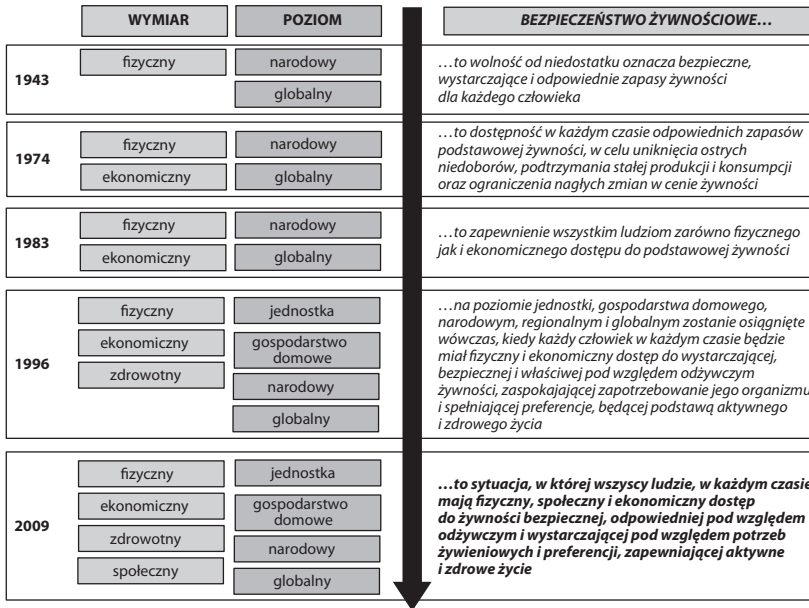 WYMIAR
POZIOM
BEZPIECZEŃSTWO ŻYWNOŚCIOWE…
1943
fizyczny
narodowy
globalny
…to wolność od niedostatku oznacza bezpieczne,
wystarczające i odpowiednie zapasy żywności
dla każdego człowieka
1974
fizyczny
ekonomiczny
narodowy
globalny
…to dostępność w każdym czasie odpowiednich zapasów
podstawowej żywności, w celu uniknięcia ostrych
niedoborów, podtrzymania stałej produkcji i konsumpcji
oraz ograniczenia nagłych zmian w cenie żywności
1983
fizyczny
ekonomiczny
narodowy
globalny
…to zapewnienie wszystkim ludziom zarówno fizycznego
jak i ekonomicznego dostępu do podstawowej żywności
1996
fizyczny
ekonomiczny
zdrowotny
jednostka
gospodarstwo
domowe
narodowy
globalny
…na poziomie jednostki, gospodarstwa domowego,
narodowym, regionalnym i globalnym zostanie osiągnięte
wówczas, kiedy każdy człowiek w każdym czasie będzie
miał fizyczny i ekonomiczny dostęp do wystarczającej,
bezpiecznej i właściwej pod względem odżywczym
żywności, zaspokajającej zapotrzebowanie jego organizmu
i spełniającej preferencje, będącej podstawą aktywnego
i zdrowego życia
2009
fizyczny
ekonomiczny
zdrowotny
społeczny
jednostka
gospodarstwo
domowe
narodowy
globalny
…to sytuacja, w której wszyscy ludzie, w każdym czasie
mają fizyczny, społeczny i ekonomiczny dostęp
do żywności bezpiecznej, odpowiedniej pod względem
odżywczym i wystarczającej pod względem potrzeb
żywieniowych i preferencji, zapewniającej aktywne
i zdrowe życie